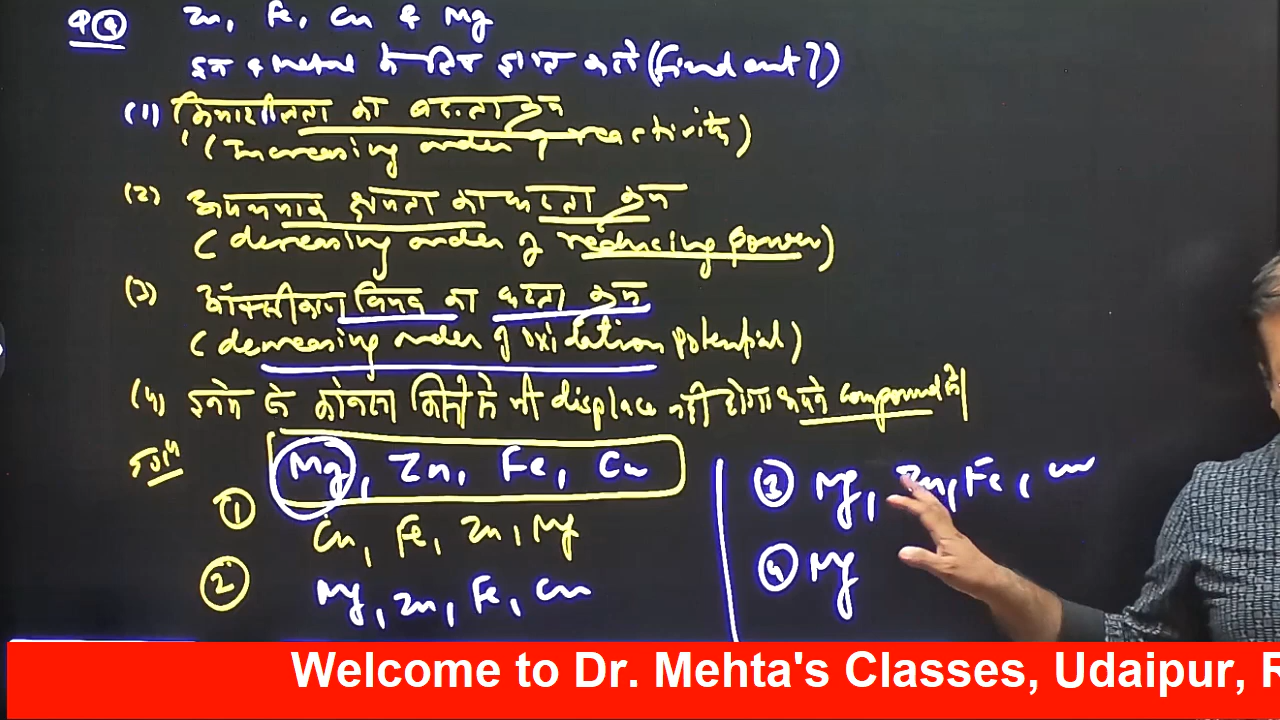 Q Zn, Fe, Cu & Mg
इन 4 metal के लिए ज्ञात करो (find out?)
(1) क्रियाशीलता का बढ़ता क्रम
(Increasing order of reactivity)
(2) अपचायक क्षमता का घटता क्रम
(decreasing order of reducing power)
(3) ऑक्सीकरण विभव का घटता क्रम
(decreasing order of oxidation potential)
(4) इनमें से कौनसा किसी से भी displace नहीं होगा अपने compound से।
Soln Mg, Zn, Fe, Cu
① Cu, Fe, Zn, Mg
② Mg, Zn, Fe, Cu
③ Mg, Zn, Fe, Cu
④ Mg
Welcome to Dr. Mehta's Classes, Udaipur, R